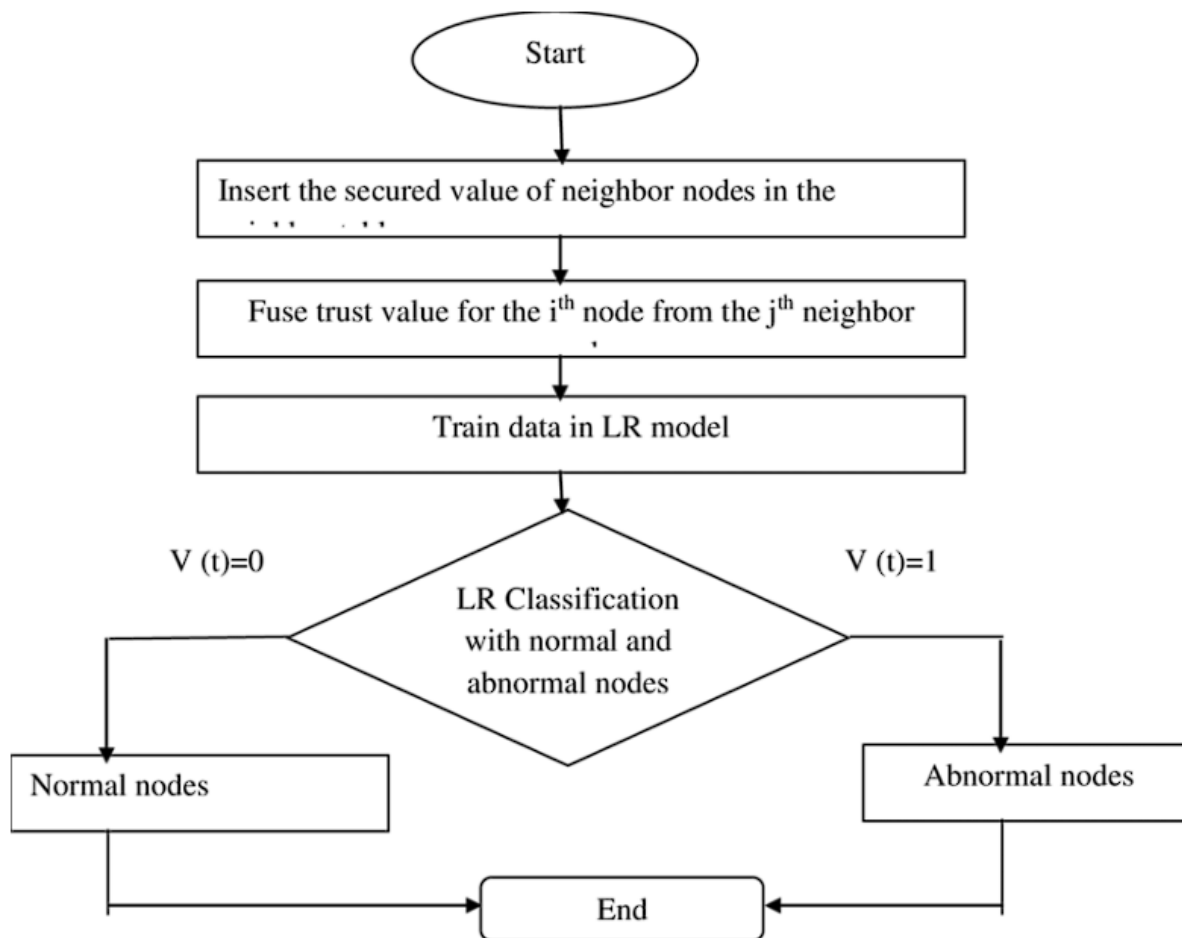 Start
Insert the secured value of neighbor nodes in the
Fuse trust value for the ith node from the jth neighbor
Train data in LR model
V (t)=0
V (t)=1
LR Classification
with normal and
abnormal nodes
Normal nodes
Abnormal nodes
End